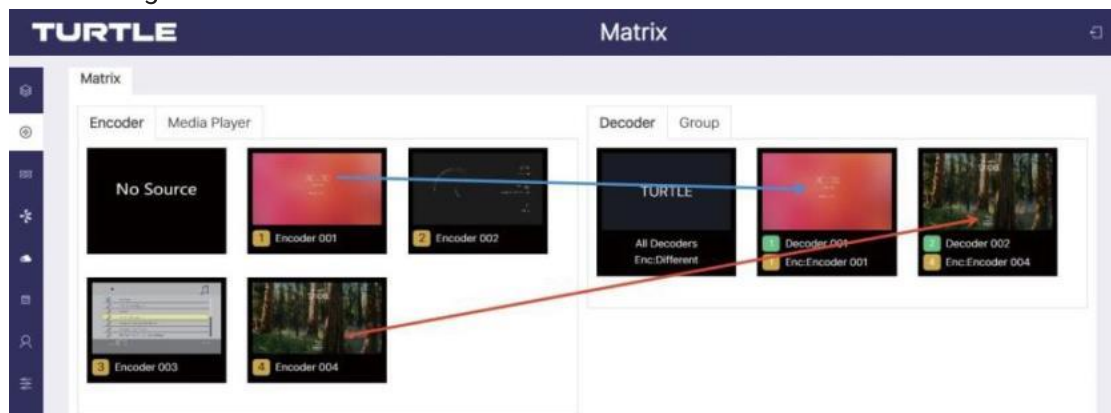 TURTLE
Matrix
Matrix
Encoder
Media Player
No Source
1 Encoder 001
2 Encoder 002
3 Encoder 003
4 Encoder 004
Decoder
Group
TURTLE
All Decoders
Enc:Different
1 Decoder 001
1 Enc:Encoder 001
2 Decoder 002
4 Enc:Encoder 004